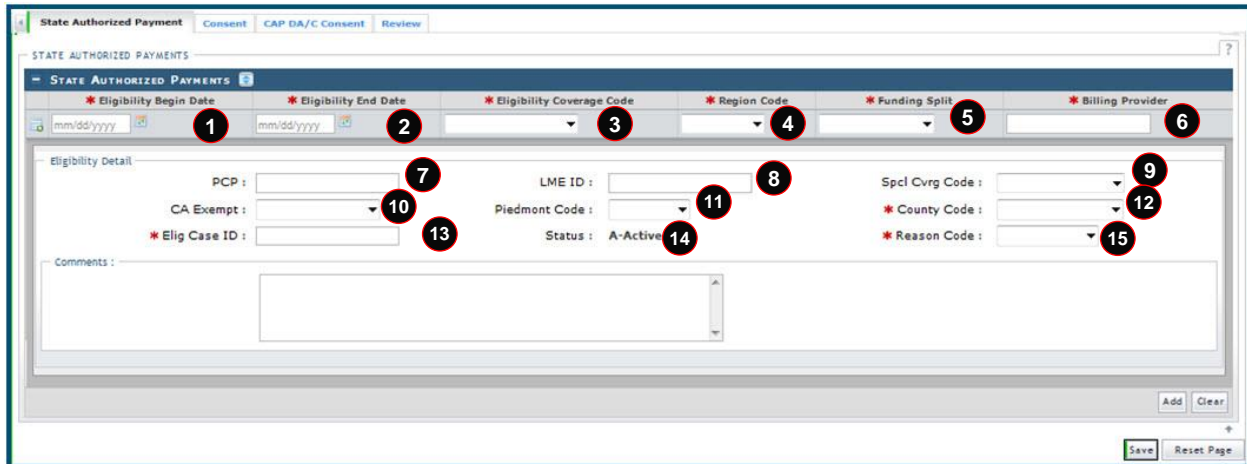 State Authorized Payment Consent CAP DA/C Consent Review
?
STATE AUTHORIZED PAYMENTS
- STATE AUTHORIZED PAYMENTS
* Eligibility Begin Date * Eligibility End Date * Eligibility Coverage Code * Region Code * Funding Split * Billing Provider
mm/dd/yyyy 1 mm/dd/yyyy 2 3 4 5 6
Eligibility Detail
PCP : 7 LME ID : 8 Spcl Cvrg Code : 9
CA Exempt : 10 Piedmont Code : 11 * County Code : 12
* Elig Case ID : 13 Status : A-Active 14 * Reason Code : 15
Comments :
Add Clear
Save Reset Page